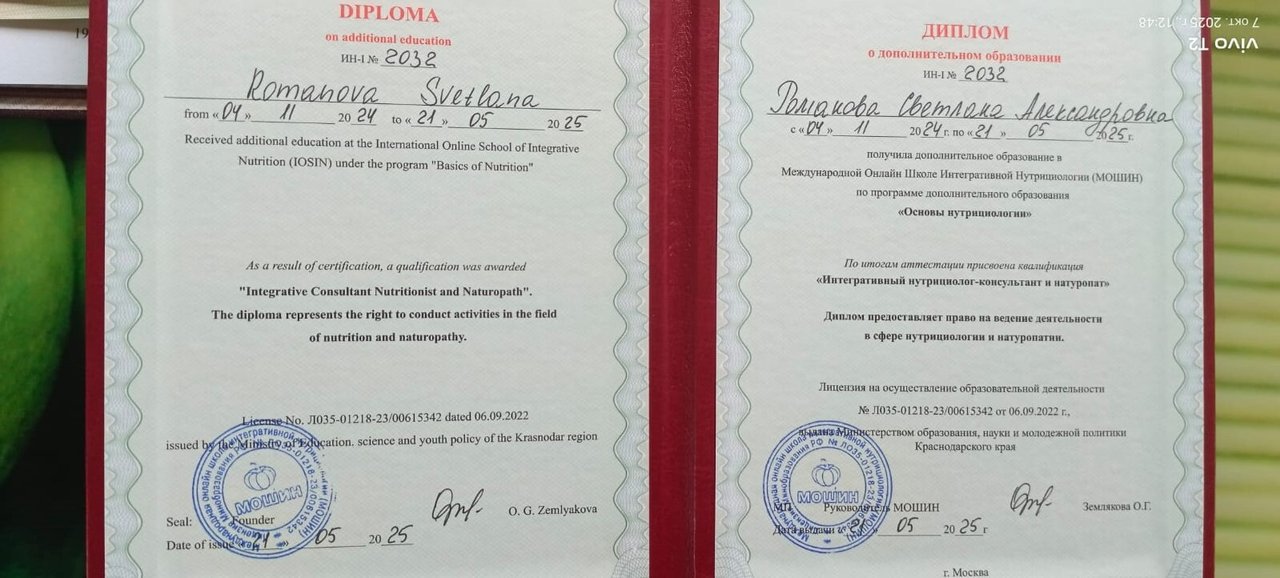 19
DIPLOMA
on additional education
ИН-I № 2032
Romanova Svetlana
from « 04 » 11 20 24 to « 21 » 05 20 25
Received additional education at the International Online School of Integrative
Nutrition (IOSIN) under the program "Basics of Nutrition"
As a result of certification, a qualification was awarded
"Integrative Consultant Nutritionist and Naturopath".
The diploma represents the right to conduct activities in the field
of nutrition and naturopathy.
License No. Л035-01218-23/00615342 dated 06.09.2022
issued by the Ministry of Education, science and youth policy of the Krasnodar region
МОШИН
Seal: Founder
O. G. Zemlyakova
Date of issue 21 05 20 25
ДИПЛОМ
о дополнительном образовании
ИН-I № 2032
Романова Светлана Александровна
с « 04 » 11 20 24 г. по « 21 » 05 2025 г.
получила дополнительное образование в
Международной Онлайн Школе Интегративной Нутрициологии (МОШИН)
по программе дополнительного образования
«Основы нутрициологии»
По итогам аттестации присвоена квалификация
«Интегративный нутрициолог-консультант и натуропат»
Диплом предоставляет право на ведение деятельности
в сфере нутрициологии и натуропатии.
Лицензия на осуществление образовательной деятельности
№ Л035-01218-23/00615342 от 06.09.2022 г.,
выдана Министерством образования, науки и молодежной политики
Краснодарского края
МОШИН
МП Руководитель МОШИН
Землякова О.Г.
Дата выдачи 21 05 20 25 г
г. Москва
vivo T2
7 окт. 2025 г., 12:48